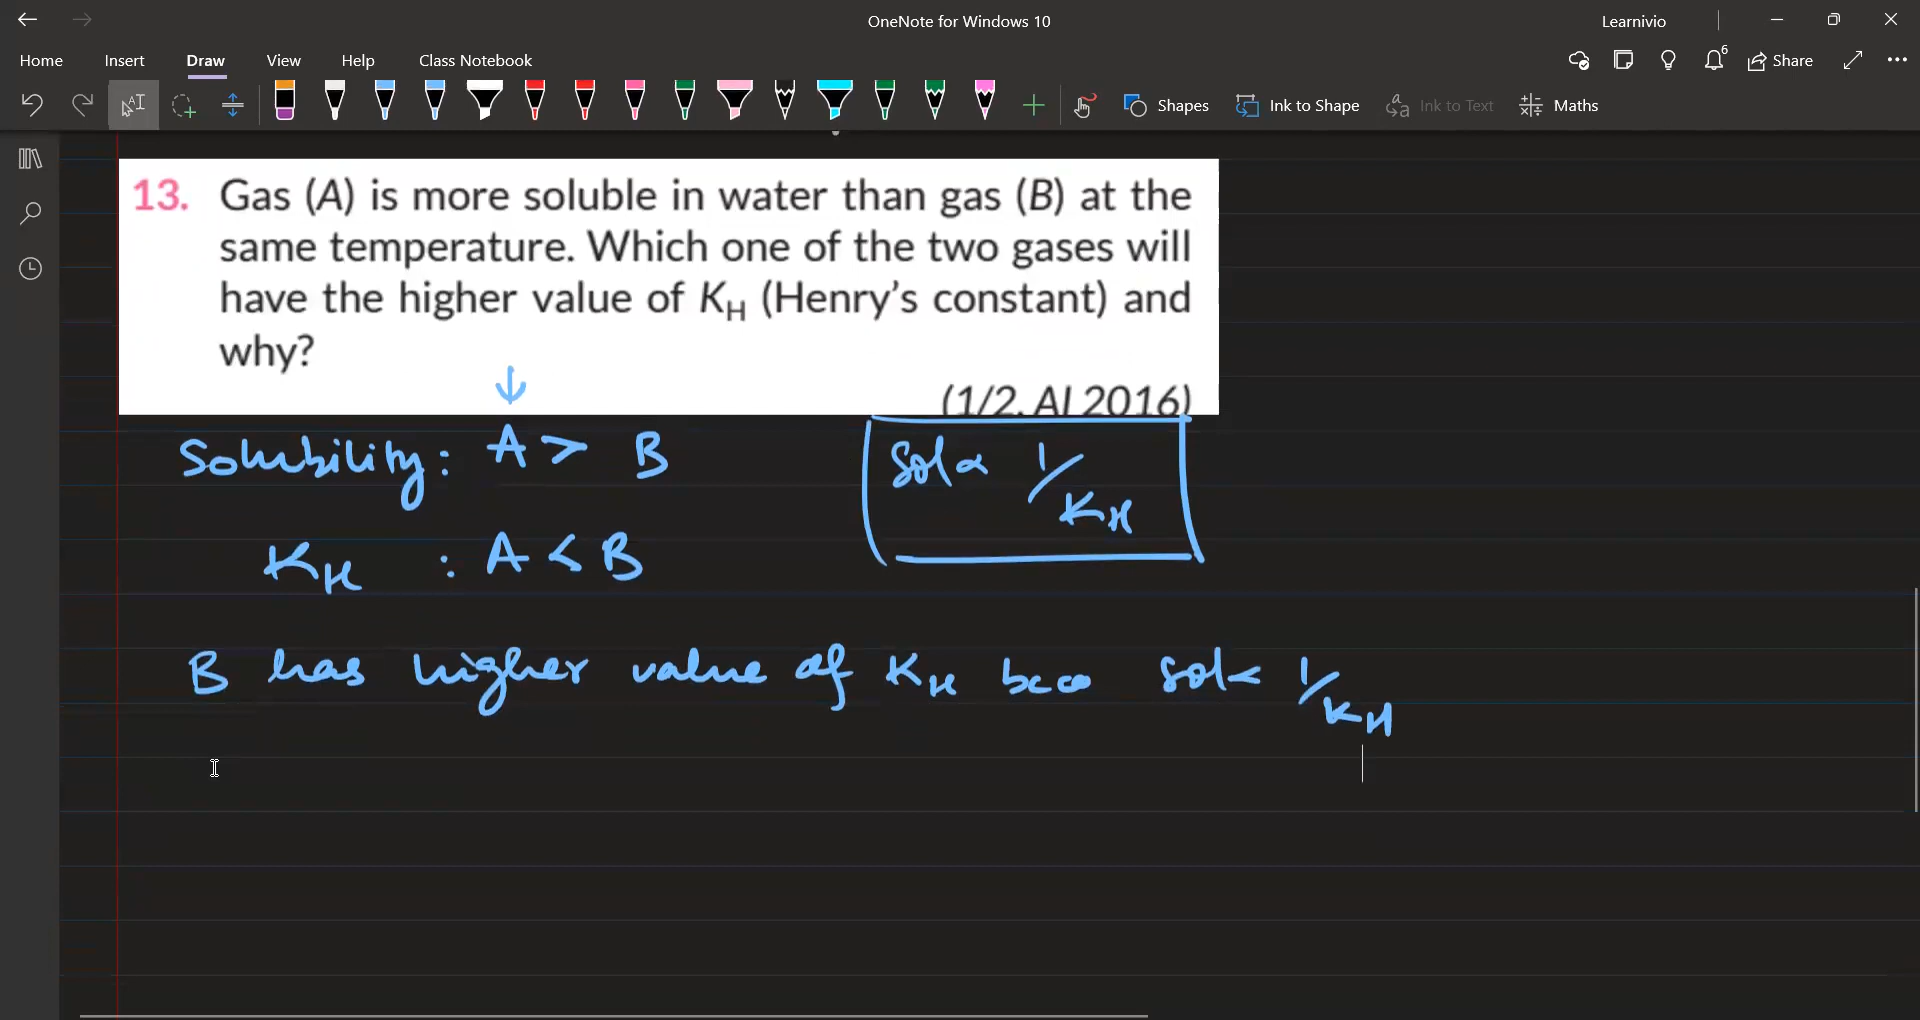 OneNote for Windows 10
Learnivio
Home Insert Draw View Help Class Notebook
6
Share
Shapes Ink to Shape Ink to Text Maths
13. Gas (A) is more soluble in water than gas (B) at the
same temperature. Which one of the two gases will
have the higher value of KH (Henry's constant) and
why?
(1/2, AI 2016)
Solubility: A > B
Sol ∝ 1/KH
KH : A < B
B has higher value of KH bcoz sol ∝ 1/KH